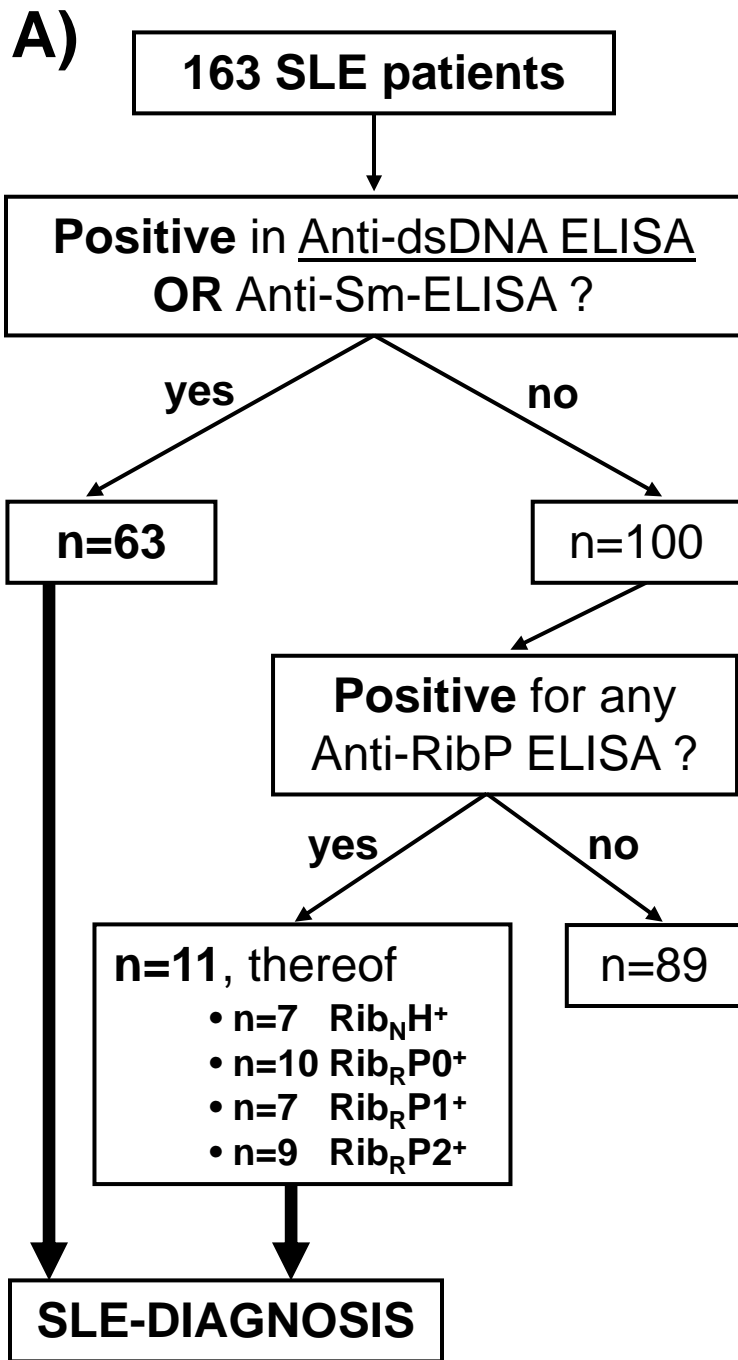 A)
163 SLE patients
Positive in Anti-dsDNA ELISA
OR Anti-Sm-ELISA ?
yes
no
n=63
n=100
Positive for any
Anti-RibP ELISA ?
yes
no
n=11, thereof
• n=7 RibNH+
• n=10 RibRP0+
• n=7 RibRP1+
• n=9 RibRP2+
n=89
SLE-DIAGNOSIS